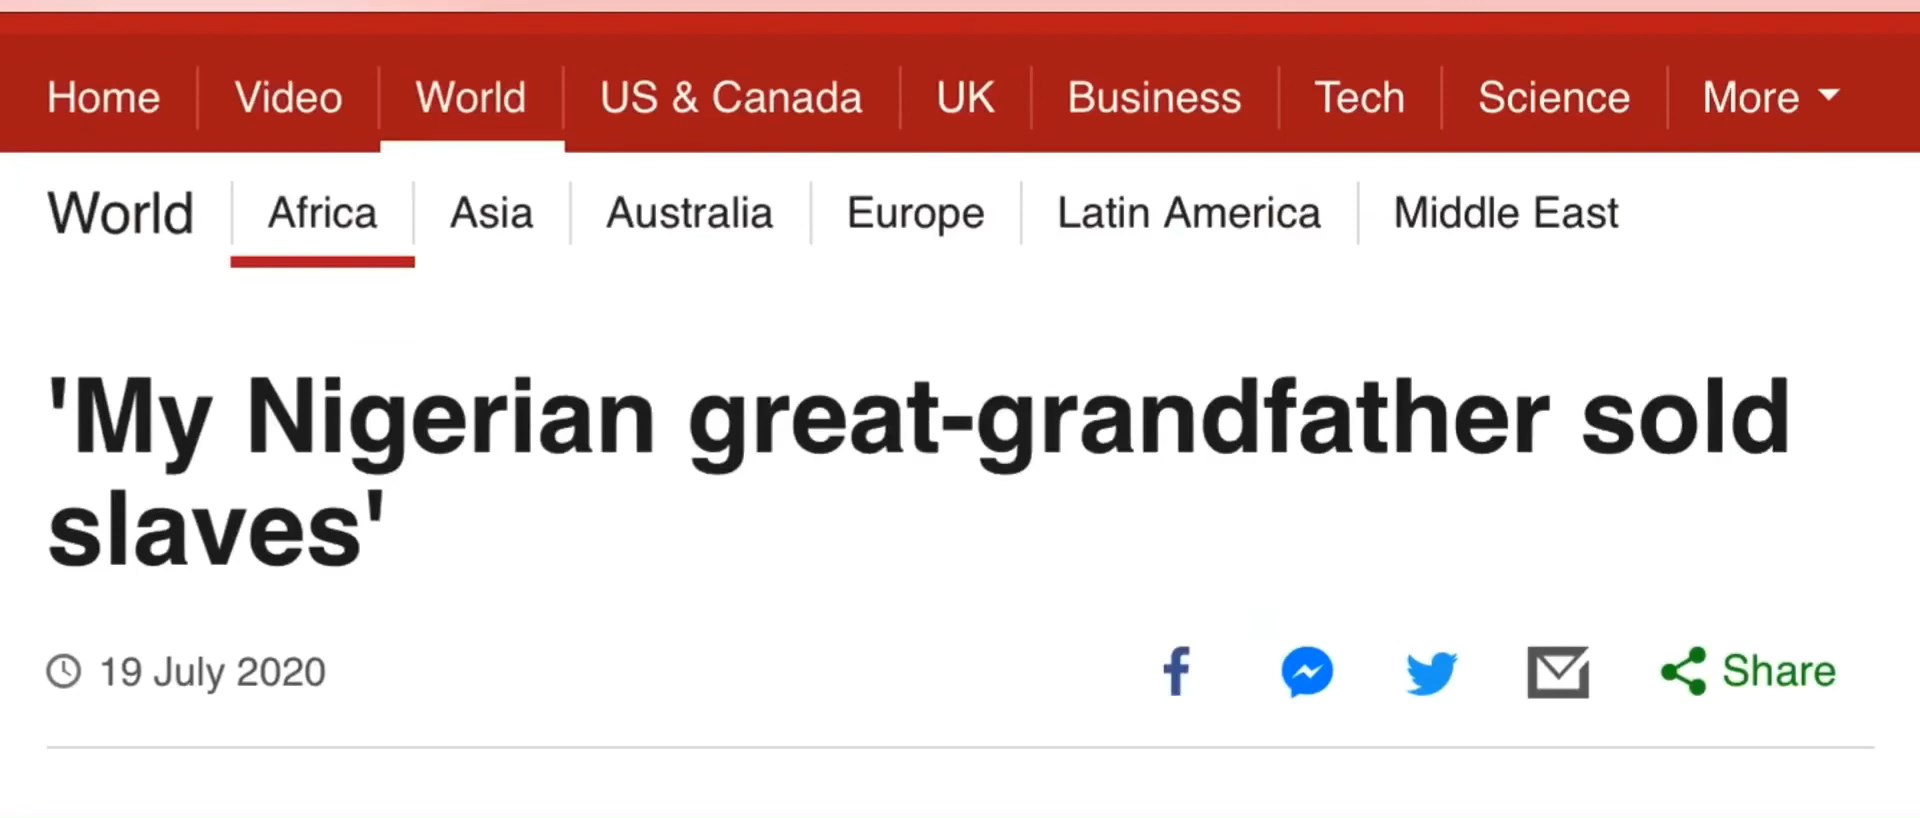 Home Video World US & Canada UK Business Tech Science More
World Africa Asia Australia Europe Latin America Middle East
'My Nigerian great-grandfather sold
slaves'
19 July 2020 Share